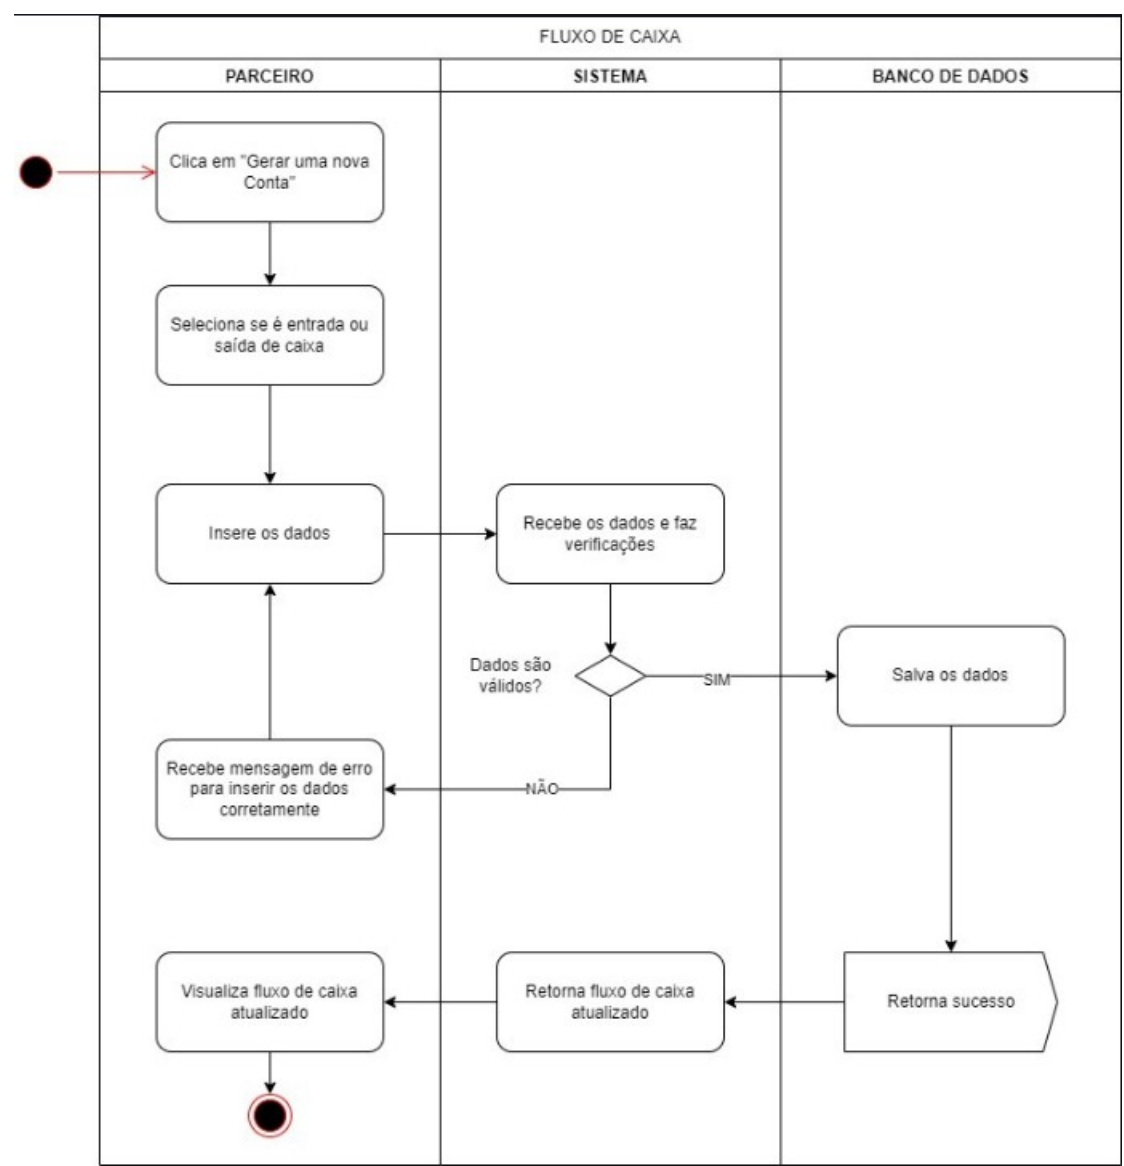 FLUXO DE CAIXA
PARCEIRO
SISTEMA
BANCO DE DADOS
Clica em "Gerar uma nova
Conta"
Seleciona se é entrada ou
saída de caixa
Insere os dados
Recebe os dados e faz
verificações
Dados são
válidos?
SIM
Salva os dados
NÃO
Recebe mensagem de erro
para inserir os dados
corretamente
Visualiza fluxo de caixa
atualizado
Retorna fluxo de caixa
atualizado
Retorna sucesso